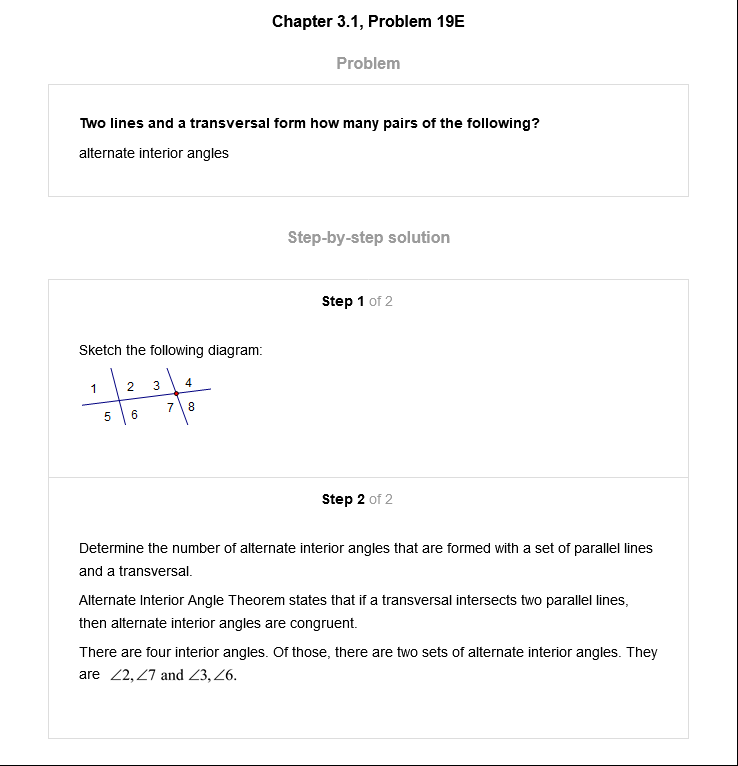 Chapter 3.1, Problem 19E
Problem
Two lines and a transversal form how many pairs of the following?
alternate interior angles
Step-by-step solution
Step 1 of 2
Sketch the following diagram:
1 2 3 4
5 6 7 8
Step 2 of 2
Determine the number of alternate interior angles that are formed with a set of parallel lines
and a transversal.
Alternate Interior Angle Theorem states that if a transversal intersects two parallel lines,
then alternate interior angles are congruent.
There are four interior angles. Of those, there are two sets of alternate interior angles. They
are ∠2,∠7 and ∠3,∠6.